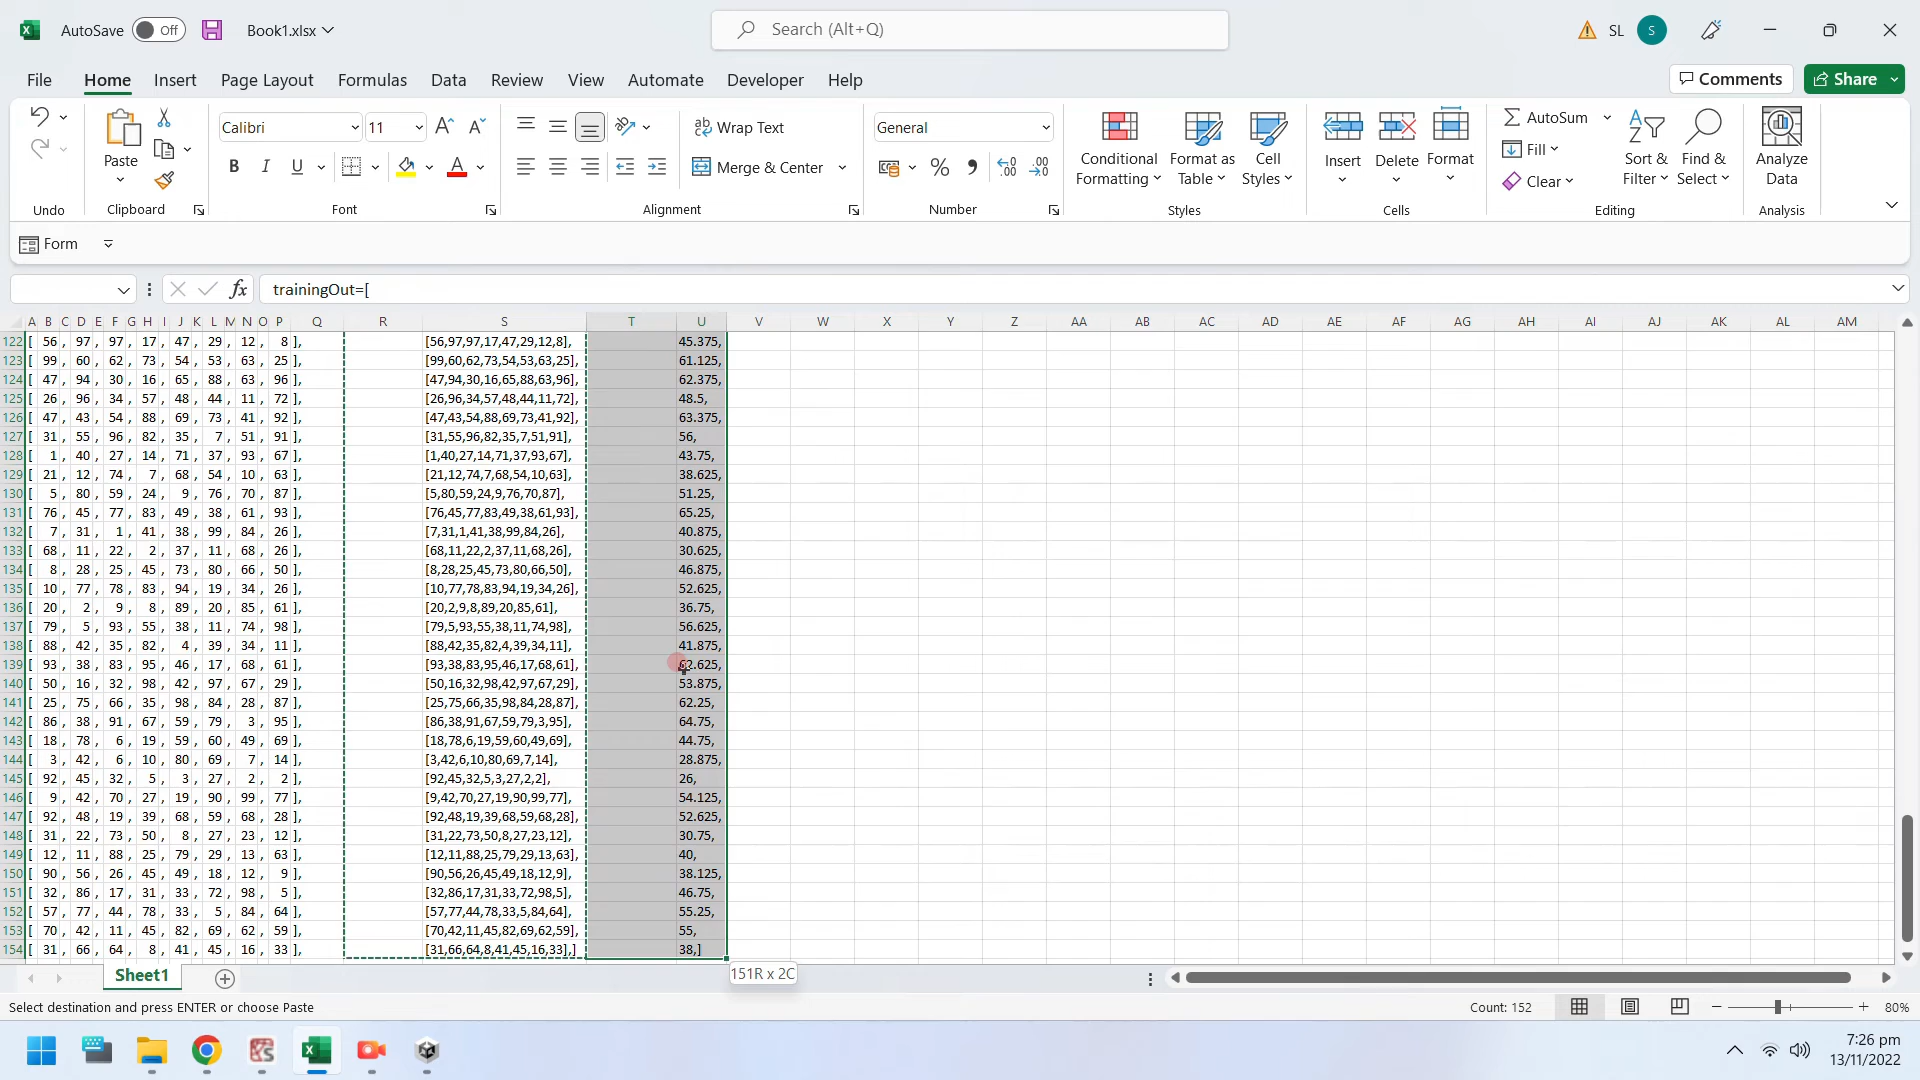 AutoSave Off Book1.xlsx Search (Alt+Q) SL S
File Home Insert Page Layout Formulas Data Review View Automate Developer Help Comments Share
Paste Calibri 11 B I U A Wrap Text Merge & Center General Conditional Formatting Format as Table Cell Styles Insert Delete Format AutoSum Fill Clear Sort & Filter Find & Select Analyze Data
Undo Clipboard Font Alignment Number Styles Cells Editing Analysis
Form
fx trainingOut=[
A B C D E F G H I J K L M N O P Q R S T U V W X Y Z AA AB AC AD AE AF AG AH AI AJ AK AL AM
122 [ 56 , 97 , 97 , 17 , 47 , 29 , 12 , 8 ], [56,97,97,17,47,29,12,8], 45.375,
123 [ 99 , 60 , 62 , 73 , 54 , 53 , 63 , 25 ], [99,60,62,73,54,53,63,25], 61.125,
124 [ 47 , 94 , 30 , 16 , 65 , 88 , 63 , 96 ], [47,94,30,16,65,88,63,96], 62.375,
125 [ 26 , 96 , 34 , 57 , 48 , 44 , 11 , 72 ], [26,96,34,57,48,44,11,72], 48.5,
126 [ 47 , 43 , 54 , 88 , 69 , 73 , 41 , 92 ], [47,43,54,88,69,73,41,92], 63.375,
127 [ 31 , 55 , 96 , 82 , 35 , 7 , 51 , 91 ], [31,55,96,82,35,7,51,91], 56,
128 [ 1 , 40 , 27 , 14 , 71 , 37 , 93 , 67 ], [1,40,27,14,71,37,93,67], 43.75,
129 [ 21 , 12 , 74 , 7 , 68 , 54 , 10 , 63 ], [21,12,74,7,68,54,10,63], 38.625,
130 [ 5 , 80 , 59 , 24 , 9 , 76 , 70 , 87 ], [5,80,59,24,9,76,70,87], 51.25,
131 [ 76 , 45 , 77 , 83 , 49 , 38 , 61 , 93 ], [76,45,77,83,49,38,61,93], 65.25,
132 [ 7 , 31 , 1 , 41 , 38 , 99 , 84 , 26 ], [7,31,1,41,38,99,84,26], 40.875,
133 [ 68 , 11 , 22 , 2 , 37 , 11 , 68 , 26 ], [68,11,22,2,37,11,68,26], 30.625,
134 [ 8 , 28 , 25 , 45 , 73 , 80 , 66 , 50 ], [8,28,25,45,73,80,66,50], 46.875,
135 [ 10 , 77 , 78 , 83 , 94 , 19 , 34 , 26 ], [10,77,78,83,94,19,34,26], 52.625,
136 [ 20 , 2 , 9 , 8 , 89 , 20 , 85 , 61 ], [20,2,9,8,89,20,85,61], 36.75,
137 [ 79 , 5 , 93 , 55 , 38 , 11 , 74 , 98 ], [79,5,93,55,38,11,74,98], 56.625,
138 [ 88 , 42 , 35 , 82 , 4 , 39 , 34 , 11 ], [88,42,35,82,4,39,34,11], 41.875,
139 [ 93 , 38 , 83 , 95 , 46 , 17 , 68 , 61 ], [93,38,83,95,46,17,68,61], 62.625,
140 [ 50 , 16 , 32 , 98 , 42 , 97 , 67 , 29 ], [50,16,32,98,42,97,67,29], 53.875,
141 [ 25 , 75 , 66 , 35 , 98 , 84 , 28 , 87 ], [25,75,66,35,98,84,28,87], 62.25,
142 [ 86 , 38 , 91 , 67 , 59 , 79 , 3 , 95 ], [86,38,91,67,59,79,3,95], 64.75,
143 [ 18 , 78 , 6 , 19 , 59 , 60 , 49 , 69 ], [18,78,6,19,59,60,49,69], 44.75,
144 [ 3 , 42 , 6 , 10 , 80 , 69 , 7 , 14 ], [3,42,6,10,80,69,7,14], 28.875,
145 [ 92 , 45 , 32 , 5 , 3 , 27 , 2 , 2 ], [92,45,32,5,3,27,2,2], 26,
146 [ 9 , 42 , 70 , 27 , 19 , 90 , 99 , 77 ], [9,42,70,27,19,90,99,77], 54.125,
147 [ 92 , 48 , 19 , 39 , 68 , 59 , 68 , 28 ], [92,48,19,39,68,59,68,28], 52.625,
148 [ 31 , 22 , 73 , 50 , 8 , 27 , 23 , 12 ], [31,22,73,50,8,27,23,12], 30.75,
149 [ 12 , 11 , 88 , 25 , 79 , 29 , 13 , 63 ], [12,11,88,25,79,29,13,63], 40,
150 [ 90 , 56 , 26 , 45 , 49 , 18 , 12 , 9 ], [90,56,26,45,49,18,12,9], 38.125,
151 [ 32 , 86 , 17 , 31 , 33 , 72 , 98 , 5 ], [32,86,17,31,33,72,98,5], 46.75,
152 [ 57 , 77 , 44 , 78 , 33 , 5 , 84 , 64 ], [57,77,44,78,33,5,84,64], 55.25,
153 [ 70 , 42 , 11 , 45 , 82 , 69 , 62 , 59 ], [70,42,11,45,82,69,62,59], 55,
154 [ 31 , 66 , 64 , 8 , 41 , 45 , 16 , 33 ], [31,66,64,8,41,45,16,33],] 38,]
Sheet1 151R x 2C
Select destination and press ENTER or choose Paste Count: 152 80%
7:26 pm
13/11/2022